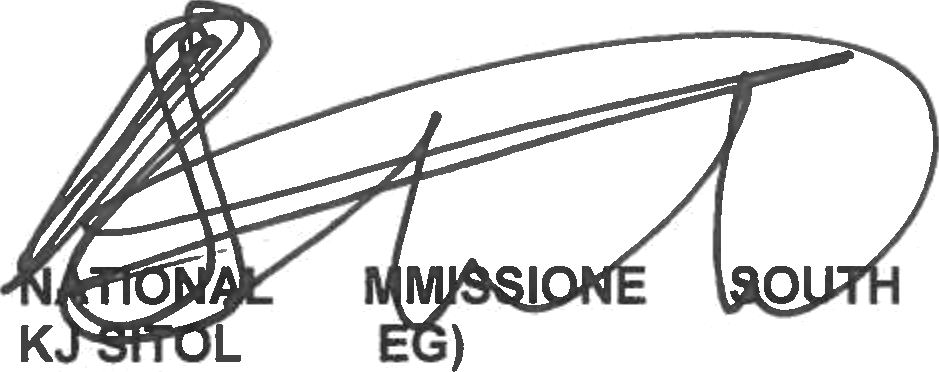 NATIONAL MMISSIONE SOUTH
KJ SITOL EG)